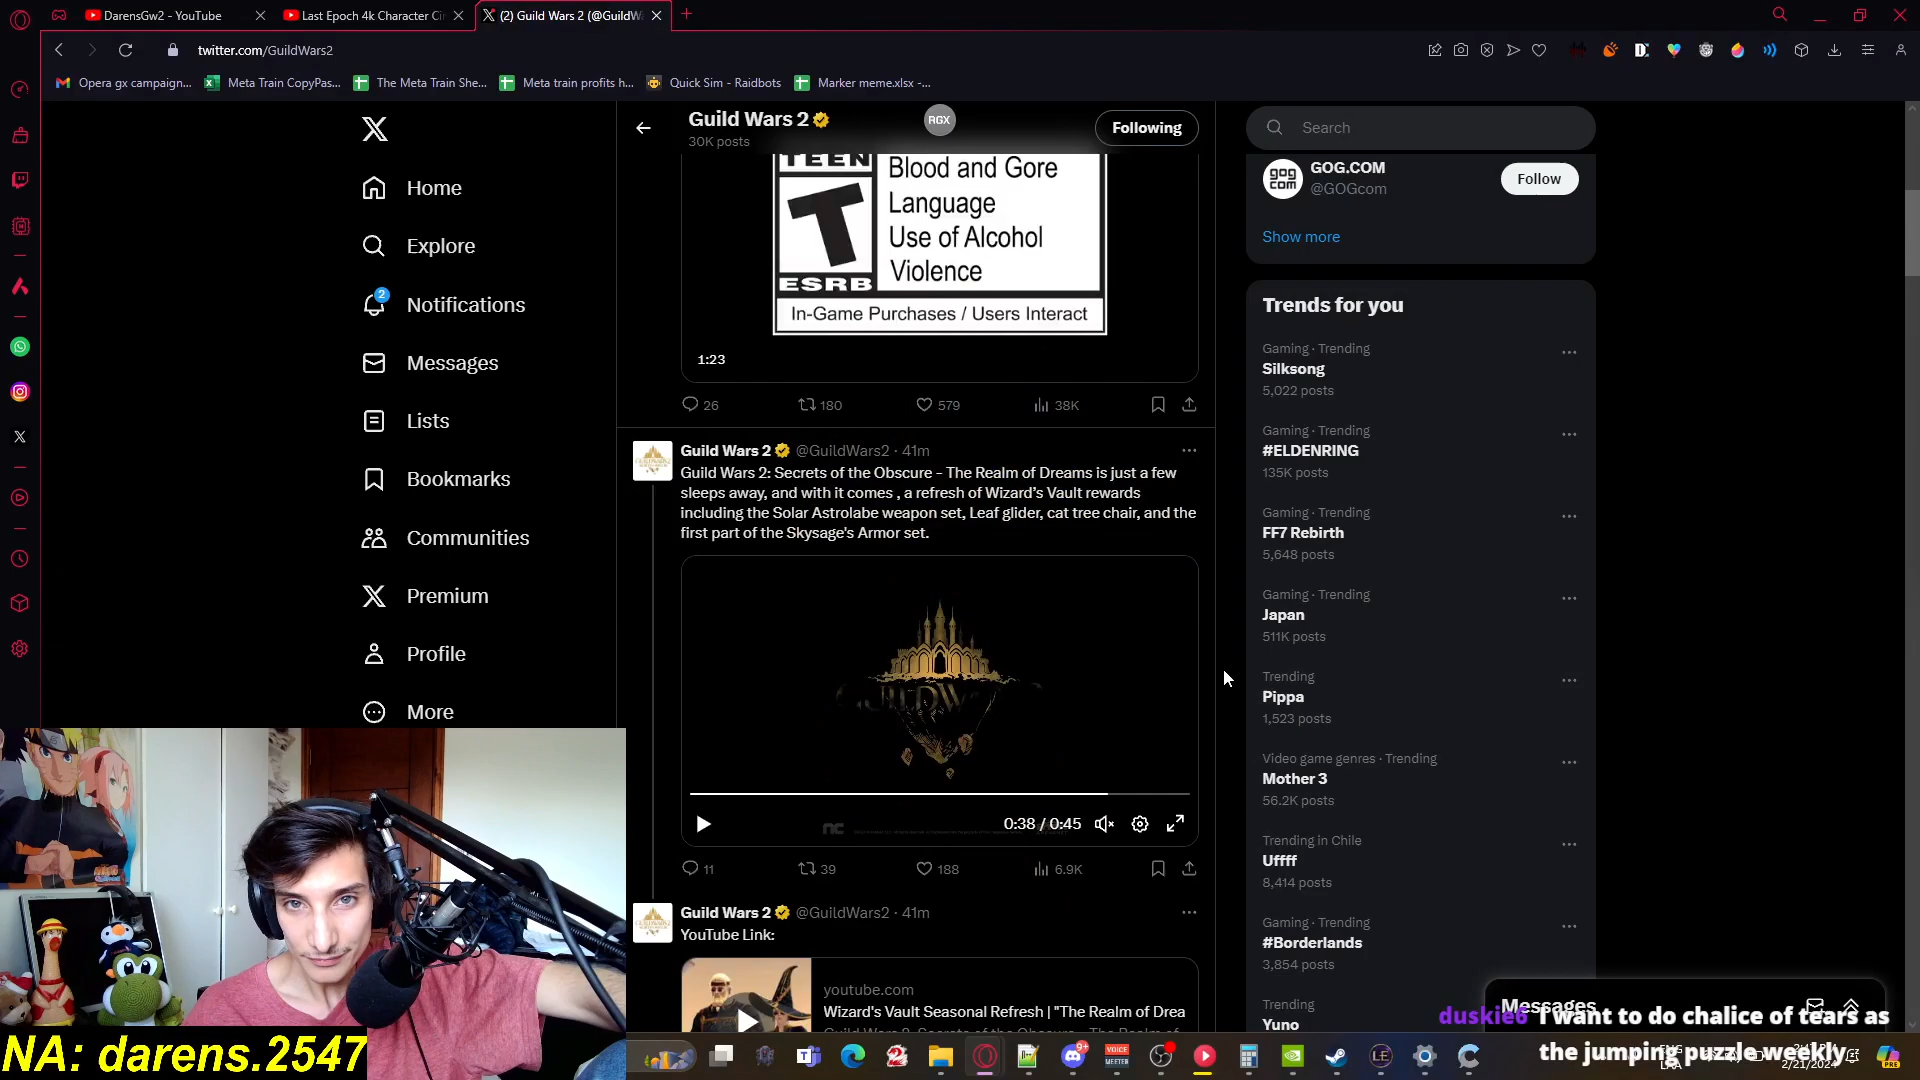 DarensGw2 - YouTube
Last Epoch 4k Character Ci
(2) Guild Wars 2 (@GuildW
twitter.com/GuildWars2
Opera gx campaign...
Meta Train CopyPas...
The Meta Train She...
Meta train profits h...
Quick Sim - Raidbots
Marker meme.xlsx -...
Home
Explore
2
Notifications
Messages
Lists
Bookmarks
Communities
Premium
Profile
More
Guild Wars 2
30K posts
RGX
Following
TEEN
T
ESRB
Blood and Gore
Language
Use of Alcohol
Violence
In-Game Purchases / Users Interact
1:23
26
180
579
38K
Guild Wars 2 @GuildWars2 · 41m
Guild Wars 2: Secrets of the Obscure - The Realm of Dreams is just a few
sleeps away, and with it comes , a refresh of Wizard's Vault rewards
including the Solar Astrolabe weapon set, Leaf glider, cat tree chair, and the
first part of the Skysage's Armor set.
0:38 / 0:45
11
39
188
6.9K
Guild Wars 2 @GuildWars2 · 41m
YouTube Link:
youtube.com
Wizard's Vault Seasonal Refresh | "The Realm of Drea
Search
gog
com
GOG.COM
@GOGcom
Follow
Show more
Trends for you
Gaming · Trending
Silksong
5,022 posts
Gaming · Trending
#ELDENRING
135K posts
Gaming · Trending
FF7 Rebirth
5,648 posts
Gaming · Trending
Japan
511K posts
Trending
Pippa
1,523 posts
Video game genres · Trending
Mother 3
56.2K posts
Trending in Chile
Uffff
8,414 posts
Gaming · Trending
#Borderlands
3,854 posts
Trending
Yuno
Messages
duskie6 I want to do chalice of tears as
the jumping puzzle weekly
NA: darens.2547